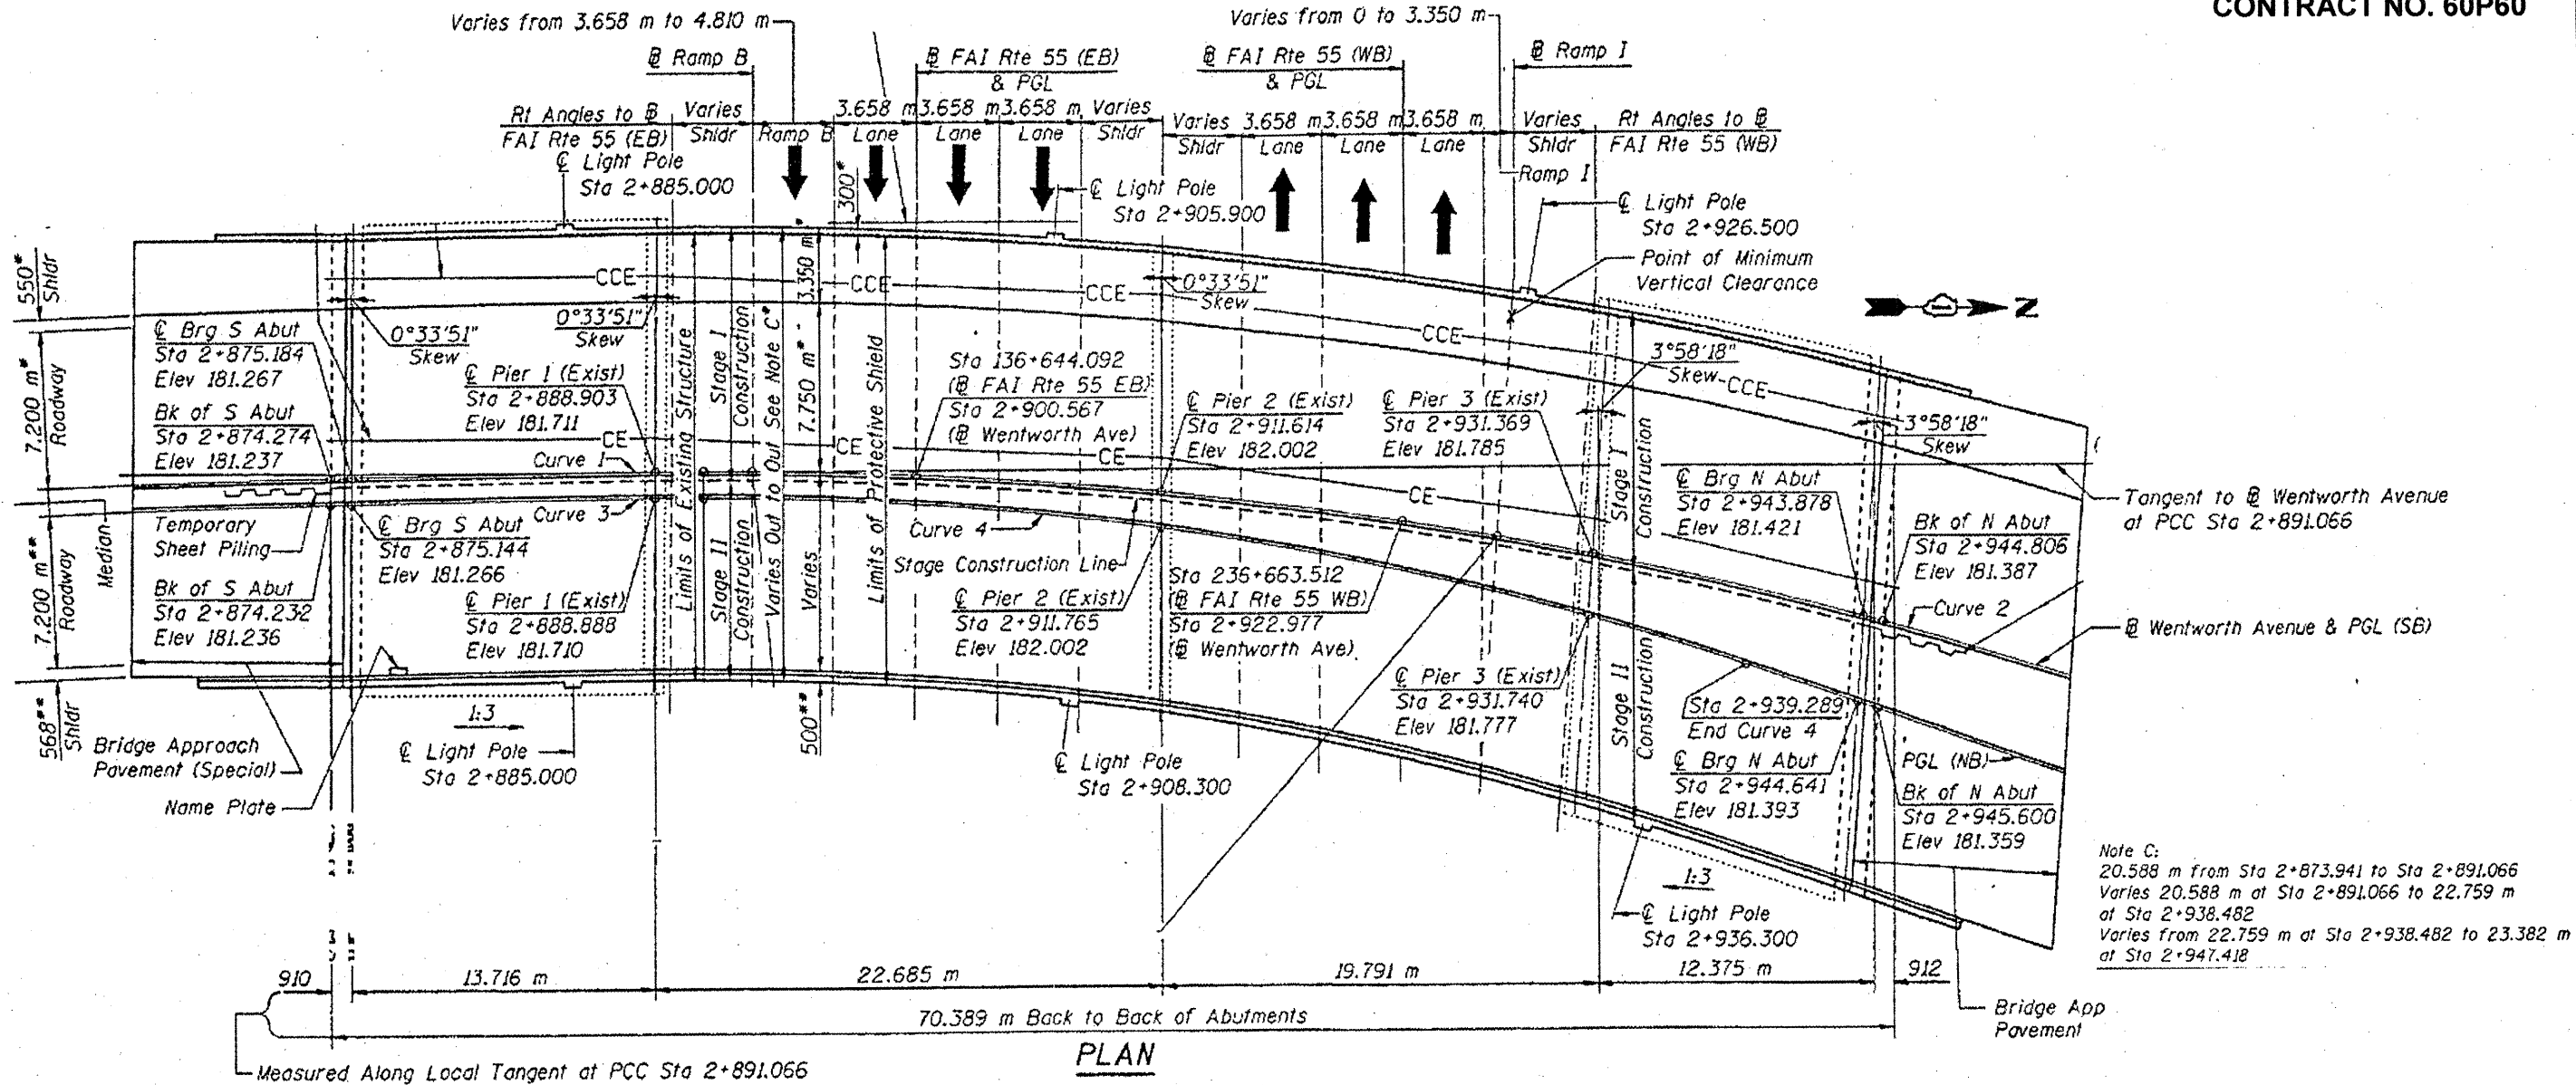 CONTRACT NO. 60P60
Varies from 3.658 m to 4.810 m
Varies from 0 to 3.350 m
℄ Ramp B
FAI Rte 55 (EB)
& PGL
FAI Rte 55 (WB)
& PGL
Ramp I
Rt Angles to
FAI Rte 55 (EB)
Varies
Shldr
Ramp B
3.658 m
Lane
3.658 m
Lane
3.658 m
Lane
Varies
Shldr
Varies
Shldr
3.658 m
Lane
3.658 m
Lane
3.658 m
Lane
Ramp I
Varies
Shldr
Rt Angles to
FAI Rte 55 (WB)
℄ Light Pole
Sta 2+885.000
300*
℄ Light Pole
Sta 2+905.900
℄ Light Pole
Sta 2+926.500
Point of Minimum
Vertical Clearance
N
550*
Shldr
7.200 m*
Roadway
Median
7.200 m**
Roadway
568**
Shldr
CCE
CCE
CCE
CCE
CCE
0°33'51"
Skew
0°33'51"
Skew
0°33'51"
Skew
3°58'18"
Skew
3°58'18"
Skew
℄ Brg S Abut
Sta 2+875.184
Elev 181.267
Bk of S Abut
Sta 2+874.274
Elev 181.237
℄ Pier 1 (Exist)
Sta 2+888.903
Elev 181.711
Limits of Existing Structure
Stage I
Construction
Stage II
Construction
Varies Out to Out See Note C*
3.350 m*
7.750 m*
Varies
500**
Limits of Protective Shield
Sta 136+644.092
FAI Rte 55 EB)
Sta 2+900.567
Wentworth Ave)
℄ Pier 2 (Exist)
Sta 2+911.614
Elev 182.002
℄ Pier 3 (Exist)
Sta 2+931.369
Elev 181.785
CE
CE
CE
CE
Curve 1
Curve 3
Curve 4
Curve 2
Stage I
Construction
Stage II
Construction
℄ Brg N Abut
Sta 2+943.878
Elev 181.421
Bk of N Abut
Sta 2+944.806
Elev 181.387
Tangent to Wentworth Avenue
at PCC Sta 2+891.066
Wentworth Avenue & PGL (SB)
Temporary
Sheet Piling
℄ Brg S Abut
Sta 2+875.144
Elev 181.266
Bk of S Abut
Sta 2+874.232
Elev 181.236
℄ Pier 1 (Exist)
Sta 2+888.888
Elev 181.710
Stage Construction Line
℄ Pier 2 (Exist)
Sta 2+911.765
Elev 182.002
Sta 236+663.512
FAI Rte 55 WB)
Sta 2+922.977
Wentworth Ave)
℄ Pier 3 (Exist)
Sta 2+931.740
Elev 181.777
Sta 2+939.289
End Curve 4
℄ Brg N Abut
Sta 2+944.641
Elev 181.393
PGL (NB)
Bk of N Abut
Sta 2+945.600
Elev 181.359
Bridge Approach
Pavement (Special)
Name Plate
1:3
℄ Light Pole
Sta 2+885.000
℄ Light Pole
Sta 2+908.300
1:3
℄ Light Pole
Sta 2+936.300
Note C:
20.588 m from Sta 2+873.941 to Sta 2+891.066
Varies 20.588 m at Sta 2+891.066 to 22.759 m
at Sta 2+938.482
Varies from 22.759 m at Sta 2+938.482 to 23.382 m
at Sta 2+947.418
910
13.716 m
22.685 m
19.791 m
12.375 m
912
70.389 m Back to Back of Abutments
Bridge App
Pavement
Measured Along Local Tangent at PCC Sta 2+891.066
PLAN